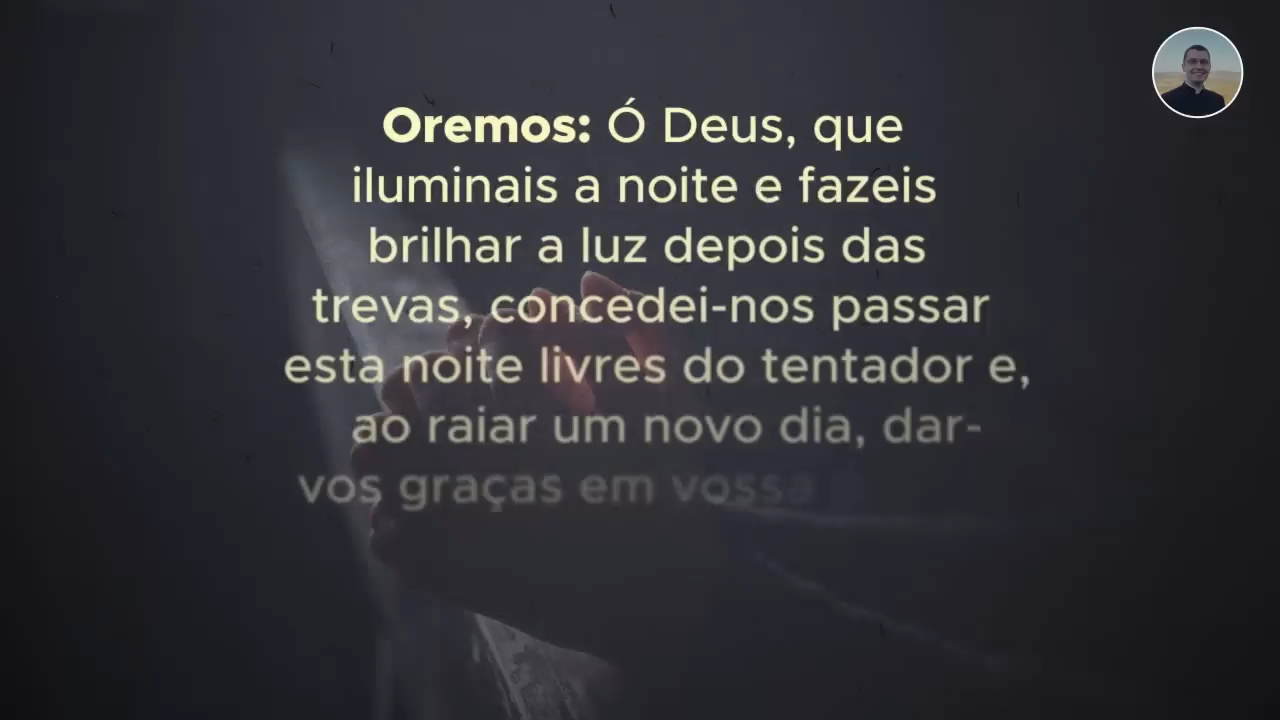 Oremos: Ó Deus, que
iluminais a noite e fazeis
brilhar a luz depois das
trevas, concedei-nos passar
esta noite livres do tentador e,
ao raiar um novo dia, dar-
vos graças em vossa